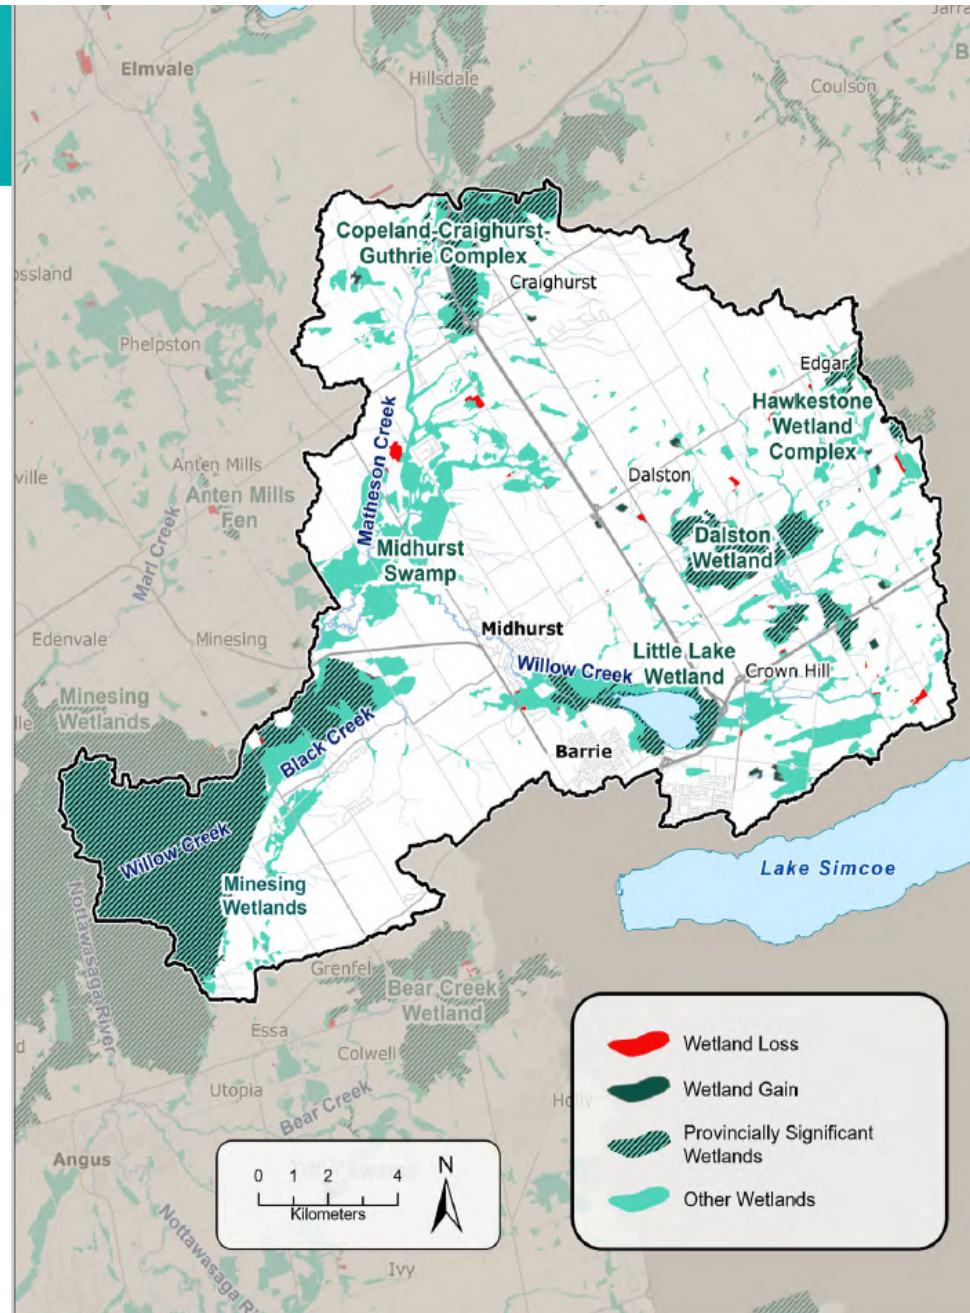 Jarra
Elmvale
Hillsdale
Coulson
B
Copeland-Craighurst-
Guthrie Complex
Craighurst
ossland
Phelpston
Edgar
Hawkestone
Wetland
Complex
Matheson Creek
ville
Anten Mills
Anten Mills
Fen
Dalston
Marl Creek
Dalston
Wetland
Midhurst
Swamp
Edenvale
Minesing
Midhurst
Little Lake
Wetland
Willow Creek
Crown Hill
Minesing
Wetlands
lle
Black Creek
Barrie
Willow Creek
Lake Simcoe
Minesing
Wetlands
Nottawasaga River
Grenfel
Bear Creek
Wetland
Essa
d
Colwell
Utopia
Bear Creek
Holly
Angus
Nottawasaga R
Ivy
0 1 2 4
Kilometers
N
Wetland Loss
Wetland Gain
Provincially Significant
Wetlands
Other Wetlands